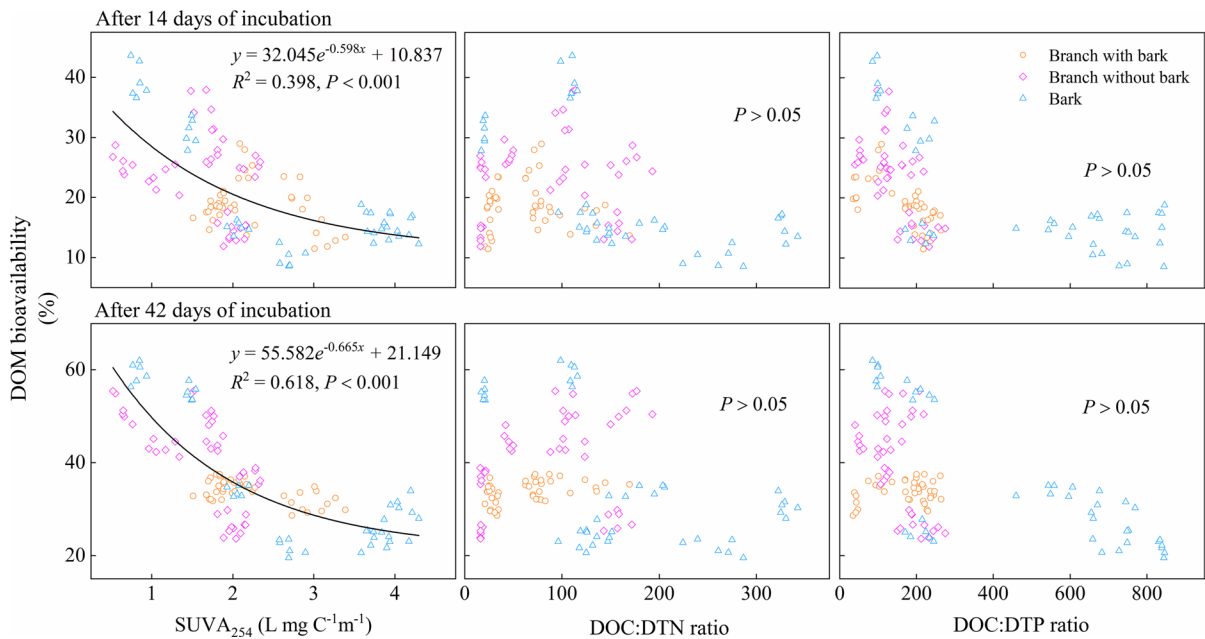 After 14 days of incubation
y = 32.045e^-0.598x + 10.837
R² = 0.398, P < 0.001
P > 0.05
Branch with bark
Branch without bark
Bark
P > 0.05
40
30
20
10
DOM bioavailability
(%)
After 42 days of incubation
y = 55.582e^-0.665x + 21.149
R² = 0.618, P < 0.001
P > 0.05
P > 0.05
60
40
20
1 2 3 4
0 100 200 300
0 200 400 600 800
SUVA₂₅₄ (L mg C⁻¹m⁻¹)
DOC:DTN ratio
DOC:DTP ratio